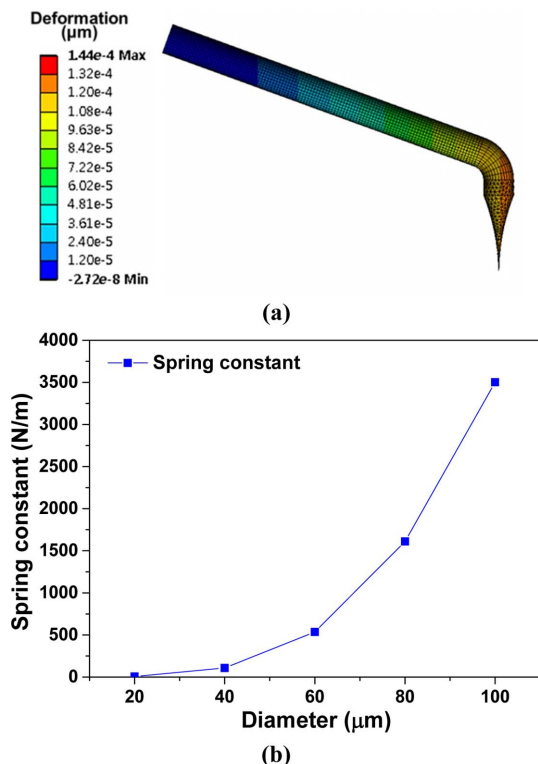 Deformation
(μm)
1.44e-4 Max
1.32e-4
1.20e-4
1.08e-4
9.63e-5
8.42e-5
7.22e-5
4.81e-5
3.61e-5
2.40e-5
1.20e-5
-2.72e-8 Min
(a)
4000
3500
3000
2500
2000
1500
1000
500
0
Spring constant (N/m)
Spring constant
20
40
60
80
100
Diameter (μm)
(b)